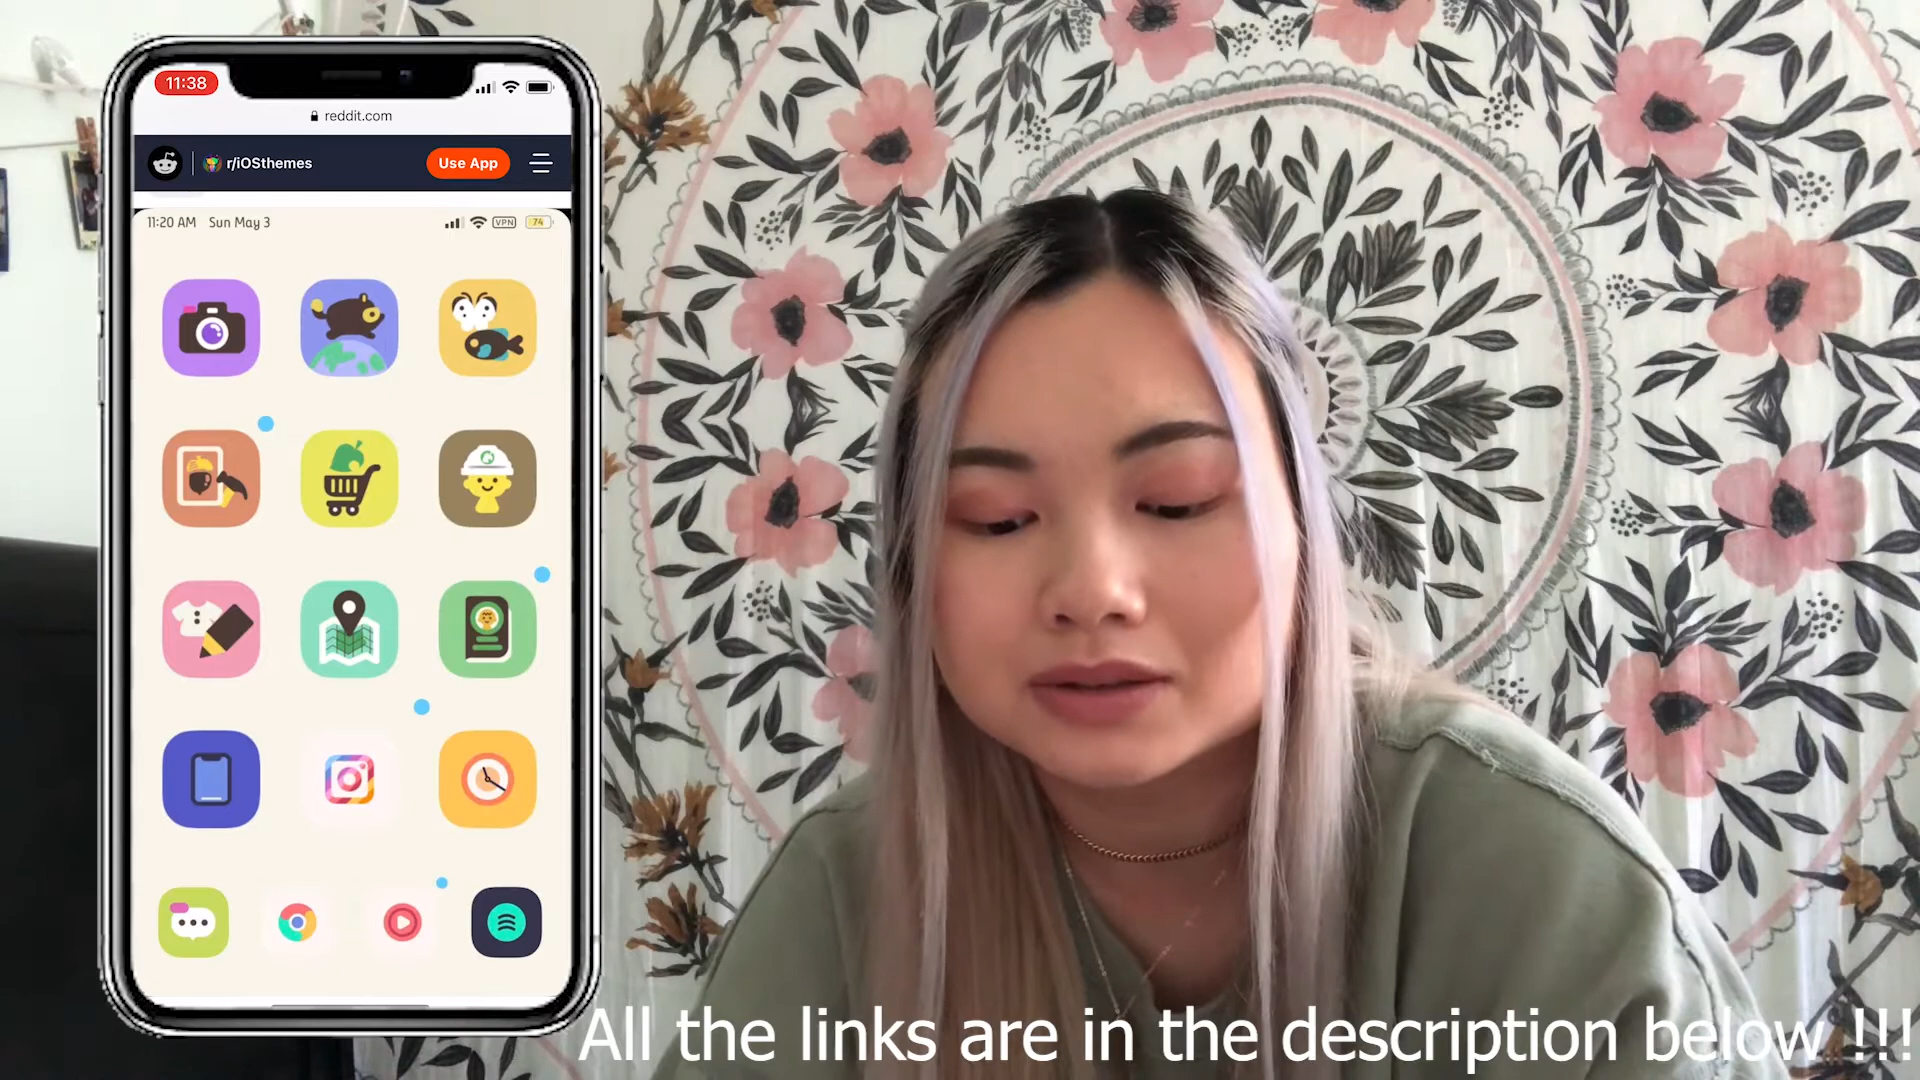 11:38
reddit.com
r/iOSthemes
Use App
11:20 AM Sun May 3
VPN
74
All the links are in the description below !!!